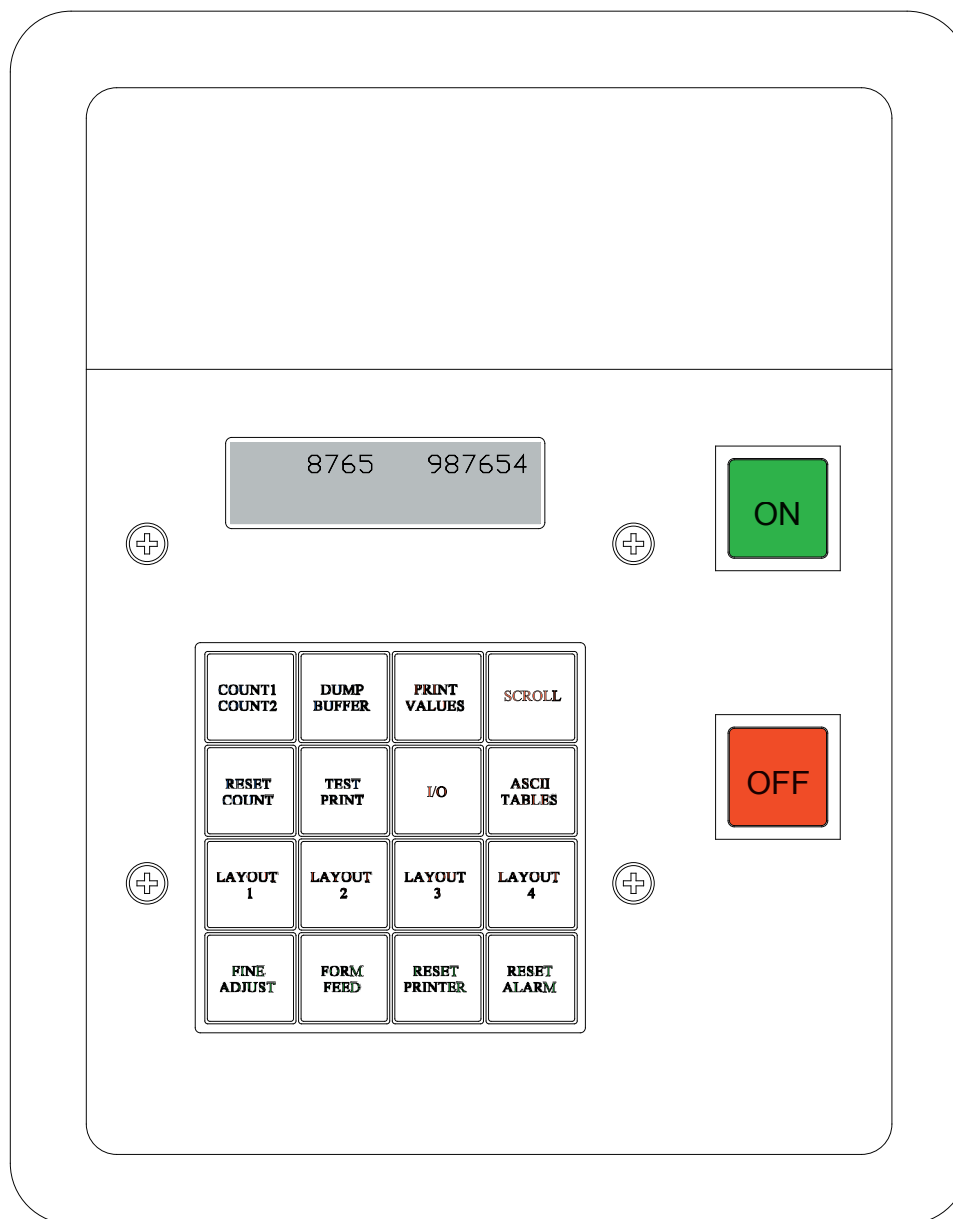 8765 987654
ON
COUNT1
COUNT2
DUMP
BUFFER
PRINT
VALUES
SCROLL
RESET
COUNT
TEST
PRINT
I/O
ASCII
TABLES
OFF
LAYOUT
1
LAYOUT
2
LAYOUT
3
LAYOUT
4
FINE
ADJUST
FORM
FEED
RESET
PRINTER
RESET
ALARM